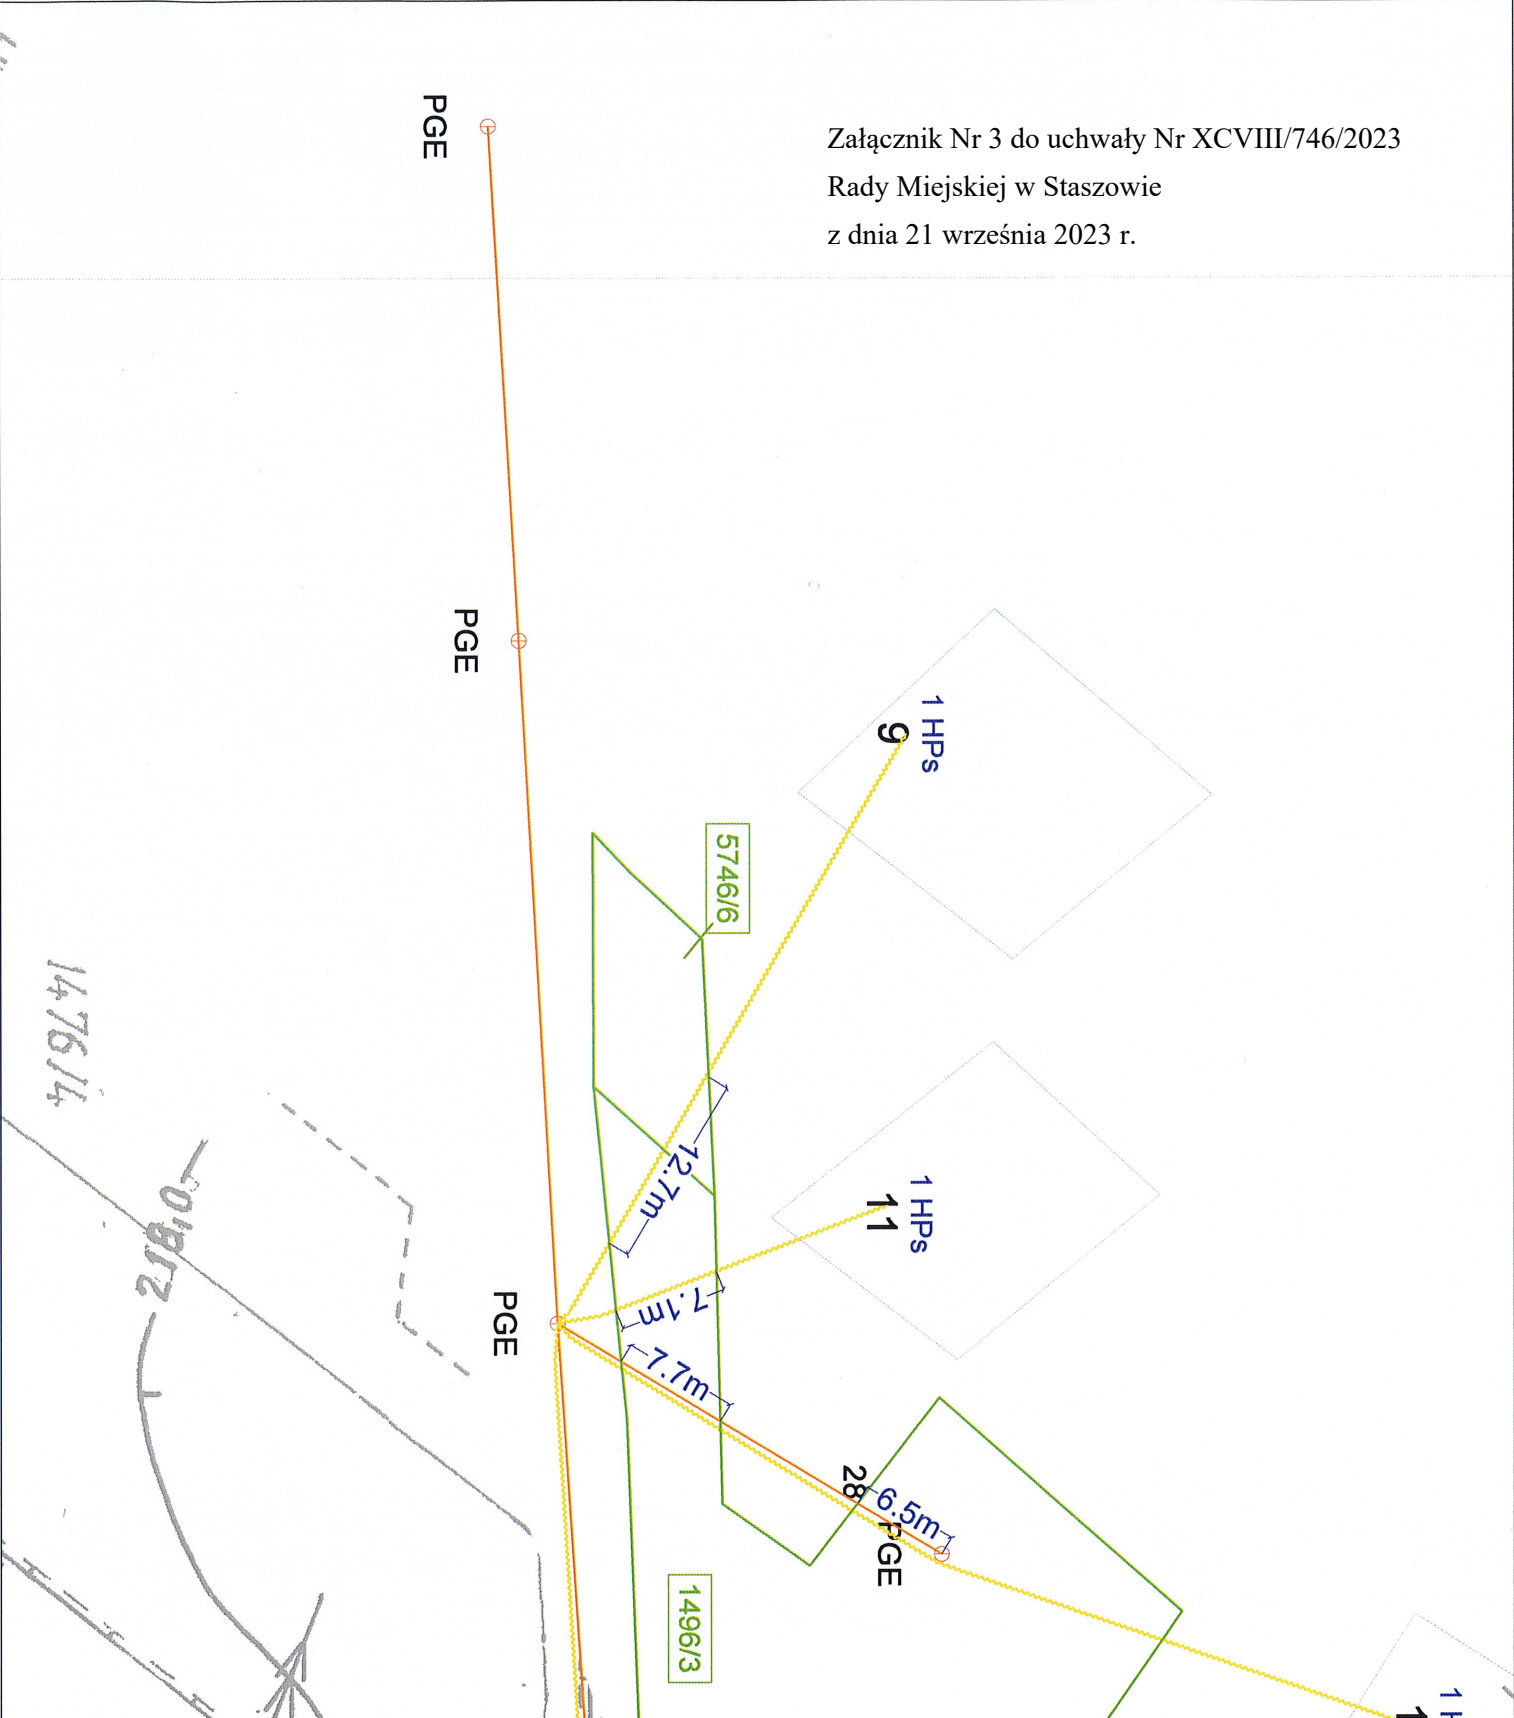 Załącznik Nr 3 do uchwały Nr XCVIII/746/2023
Rady Miejskiej w Staszowie
z dnia 21 września 2023 r.
PGE
PGE
1 HPs
9
5746/6
1476/4
12.7m
1 HPs
11
7.1m
218,0
PGE
7.7m
28
6.5m
PGE
1496/3